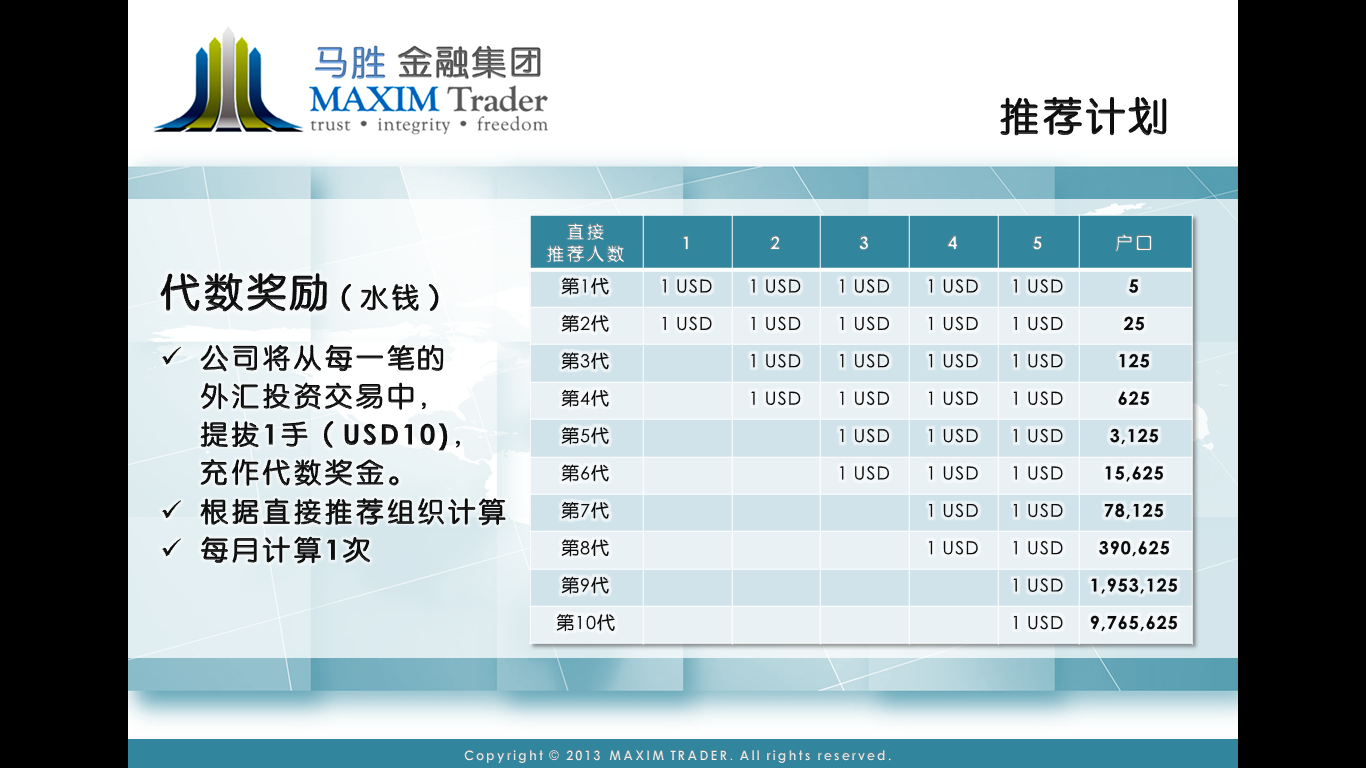 马胜 金融集团
MAXIM Trader
trust • integrity • freedom
推荐计划
代数奖励（水钱）
✓ 公司将从每一笔的
外汇投资交易中，
提拔1手（USD10)，
充作代数奖金。
✓ 根据直接推荐组织计算
✓ 每月计算1次
直接
推荐人数 1 2 3 4 5 户口
第1代 1 USD 1 USD 1 USD 1 USD 1 USD 5
第2代 1 USD 1 USD 1 USD 1 USD 1 USD 25
第3代 1 USD 1 USD 1 USD 1 USD 125
第4代 1 USD 1 USD 1 USD 1 USD 625
第5代 1 USD 1 USD 1 USD 3,125
第6代 1 USD 1 USD 1 USD 15,625
第7代 1 USD 1 USD 78,125
第8代 1 USD 1 USD 390,625
第9代 1 USD 1,953,125
第10代 1 USD 9,765,625
Copyright © 2013 MAXIM TRADER. All rights reserved.